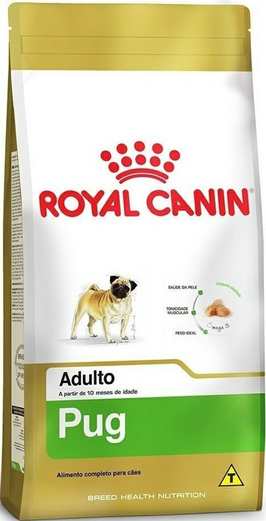 ROYAL CANIN
SAÚDE DA PELE
TONICIDADE
MUSCULAR
PESO IDEAL
Adulto
A partir de 10 meses de idade
Pug
Alimento completo para cães
T
BREED HEALTH NUTRITION